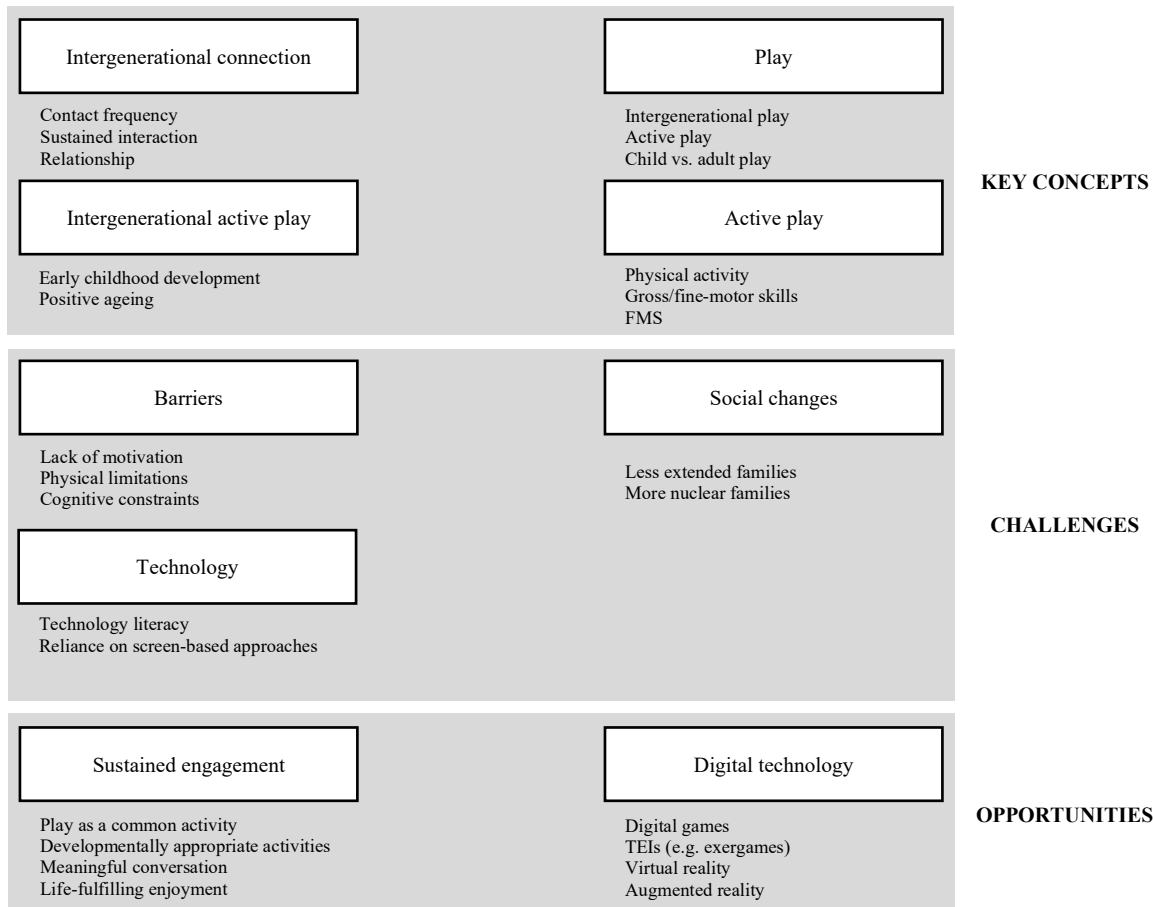 Intergenerational connection
Contact frequency
Sustained interaction
Relationship
Play
Intergenerational play
Active play
Child vs. adult play
Intergenerational active play
Early childhood development
Positive ageing
Active play
Physical activity
Gross/fine-motor skills
FMS
KEY CONCEPTS
Barriers
Lack of motivation
Physical limitations
Cognitive constraints
Social changes
Less extended families
More nuclear families
Technology
Technology literacy
Reliance on screen-based approaches
CHALLENGES
Sustained engagement
Play as a common activity
Developmentally appropriate activities
Meaningful conversation
Life-fulfilling enjoyment
Digital technology
Digital games
TEIs (e.g. exergames)
Virtual reality
Augmented reality
OPPORTUNITIES